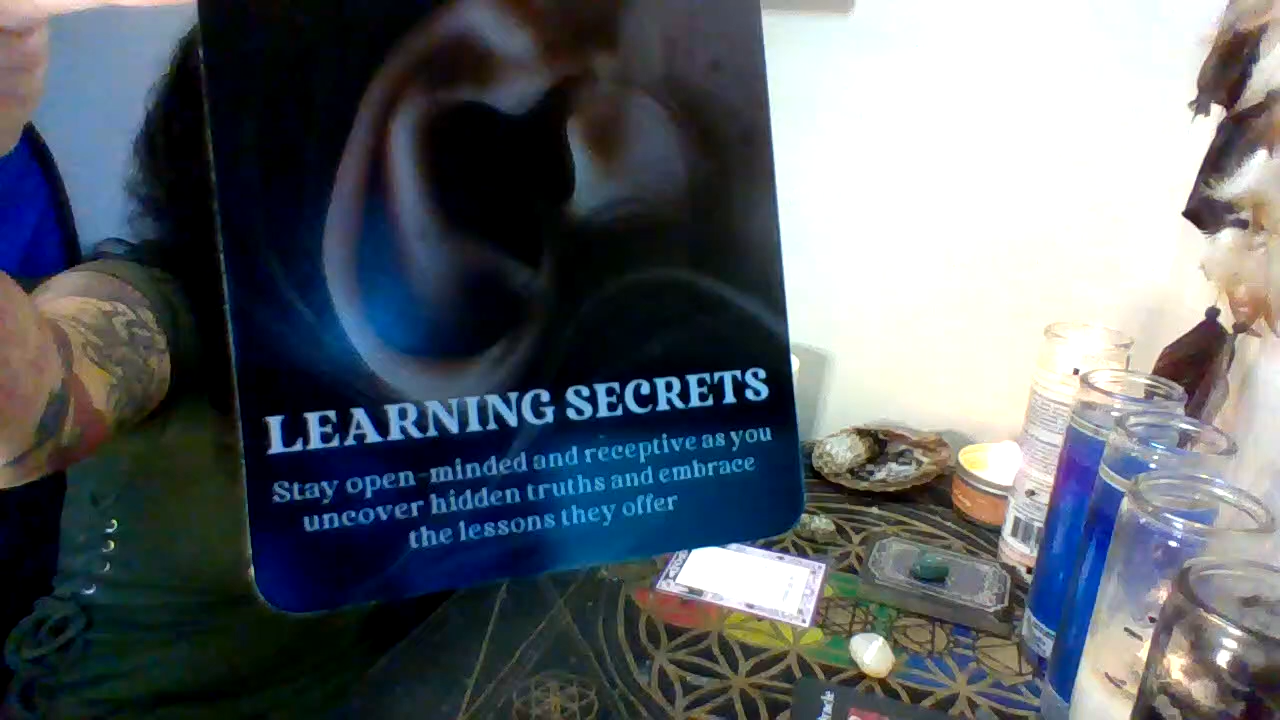 LEARNING SECRETS
Stay open-minded and receptive as you
uncover hidden truths and embrace
the lessons they offer